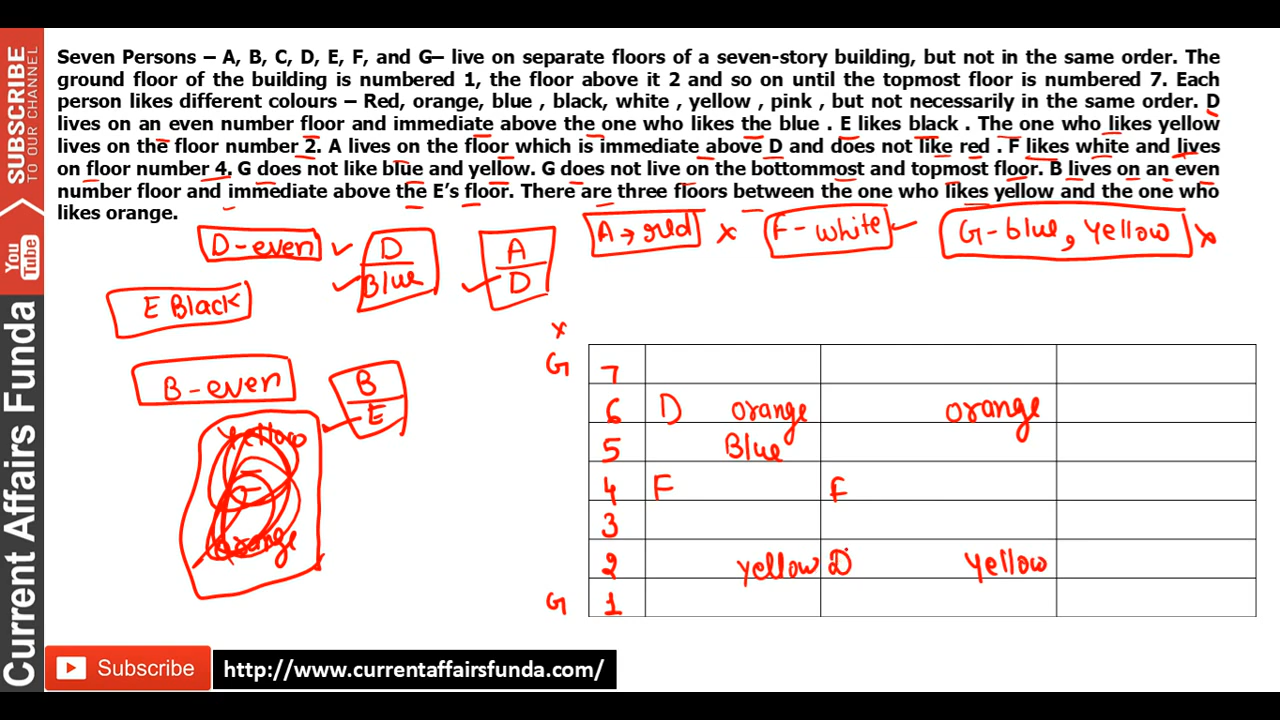 Seven Persons – A, B, C, D, E, F, and G– live on separate floors of a seven-story building, but not in the same order. The
ground floor of the building is numbered 1, the floor above it 2 and so on until the topmost floor is numbered 7. Each
person likes different colours – Red, orange, blue , black, white , yellow , pink , but not necessarily in the same order. D
lives on an even number floor and immediate above the one who likes the blue . E likes black . The one who likes yellow
lives on the floor number 2. A lives on the floor which is immediate above D and does not like red . F likes white and lives
on floor number 4. G does not like blue and yellow. G does not live on the bottommost and topmost floor. B lives on an even
number floor and immediate above the E's floor. There are three floors between the one who likes yellow and the one who
likes orange.
D-even
D
Blue
A
D
A → red x
F - white
G - blue, yellow x
E Black
B-even
B
E
yellow
orange
x
G 7
6 D orange orange
5 Blue
4 F F
3
2 yellow D yellow
G 1
SUBSCRIBE
TO OUR CHANNEL
You
Tube
Current Affairs Funda
Subscribe
http://www.currentaffairsfunda.com/